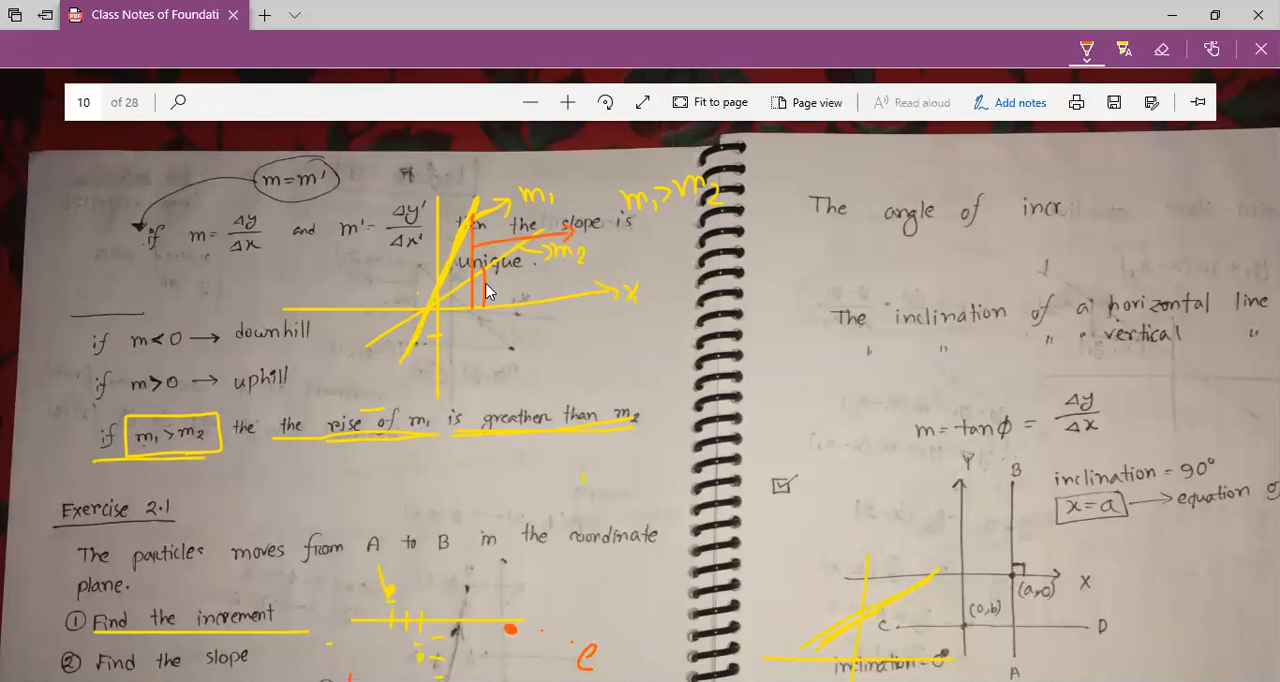 Class Notes of Foundati
10 of 28
Fit to page
Page view
Read aloud
Add notes
m=m'
if m= Δy/Δx and m'= Δy'/Δx' then the slope is
unique.
m₁
m₁>m₂
m₂
x
if m<0 → downhill
if m>0 → uphill
if m₁>m₂ the the rise of m₁ is greathen than m₂
Exercise 2.1
The particles moves from A to B in the coordinate
plane.
① Find the increment
② Find the slope
The angle of incr
The inclination of a horizontal line
" " " " vertical "
m=tanϕ = Δy/Δx
Y
B
inclination = 90°
x=a → equation of
X
(a,0)
(0,b)
C
D
inclination=0°
A